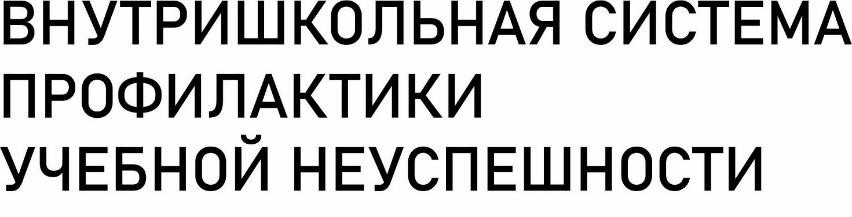 ВНУТРИШКОЛЬНАЯ СИСТЕМА
ПРОФИЛАКТИКИ
УЧЕБНОЙ НЕУСПЕШНОСТИ